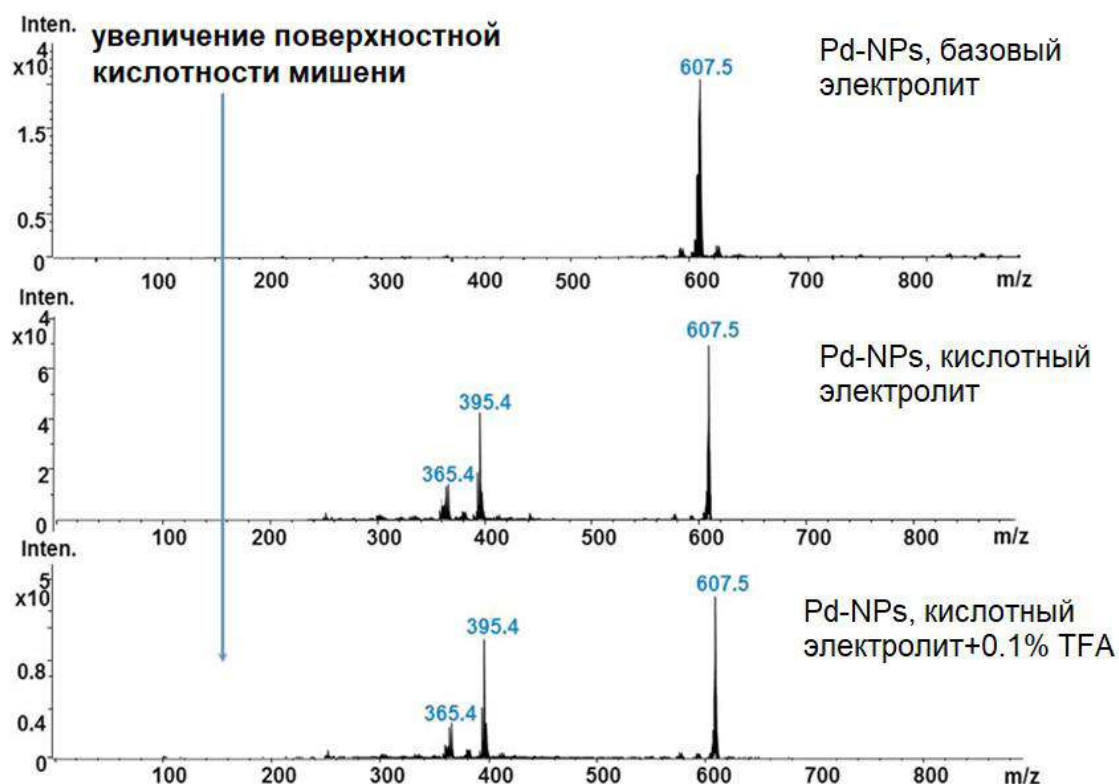 Inten.
увеличение поверхностной
кислотности мишени
4
x10
1.5
0.5
0
607.5
Pd-NPs, базовый
электролит
100 200 300 400 500 600 700 800 m/z
Inten.
4
x10
6
4
2
0
365.4
395.4
607.5
Pd-NPs, кислотный
электролит
100 200 300 400 500 600 700 800 m/z
Inten.
5
x10
0.8
0.4
0
365.4
395.4
607.5
Pd-NPs, кислотный
электролит+0.1% TFA
100 200 300 400 500 600 700 800 m/z